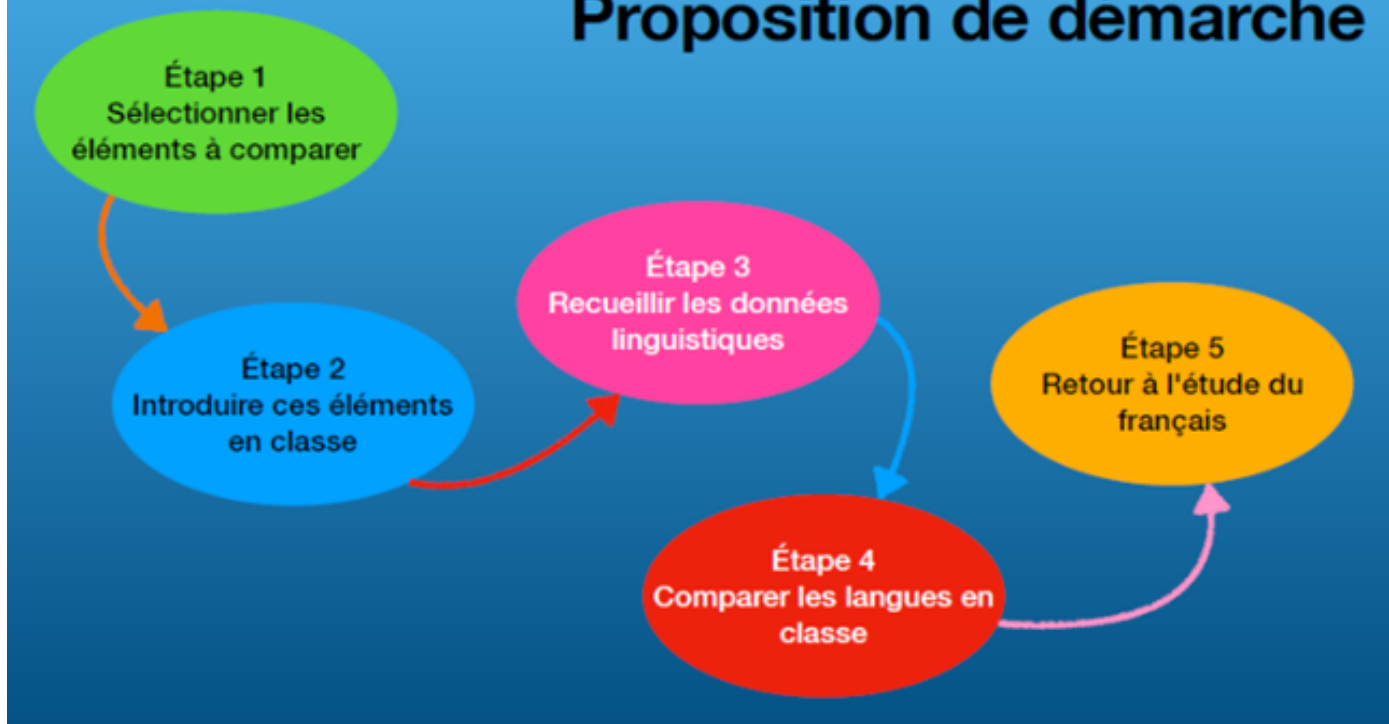 Proposition de démarche
Étape 1
Sélectionner les
éléments à comparer
Étape 2
Introduire ces éléments
en classe
Étape 3
Recueillir les données
linguistiques
Étape 4
Comparer les langues en
classe
Étape 5
Retour à l'étude du
français